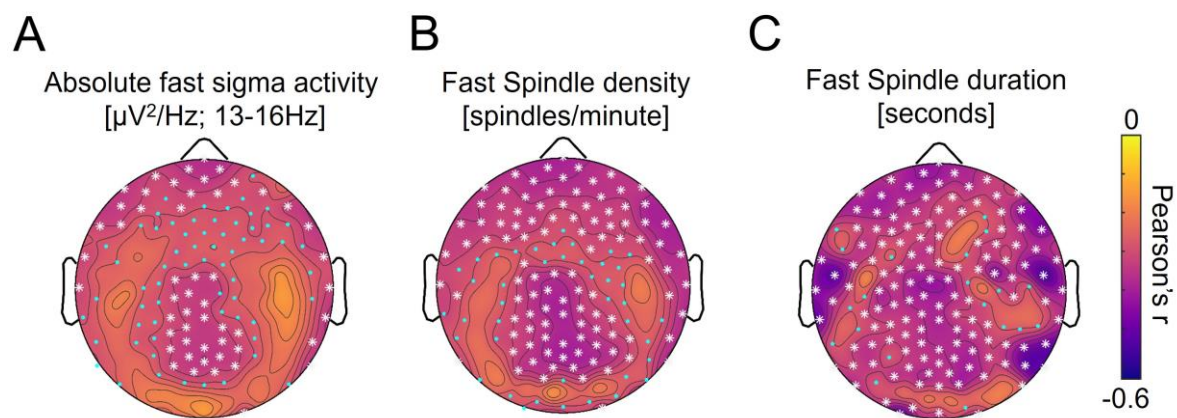 A
Absolute fast sigma activity
[µV²/Hz; 13-16Hz]
B
Fast Spindle density
[spindles/minute]
C
Fast Spindle duration
[seconds]
0
Pearson's r
-0.6